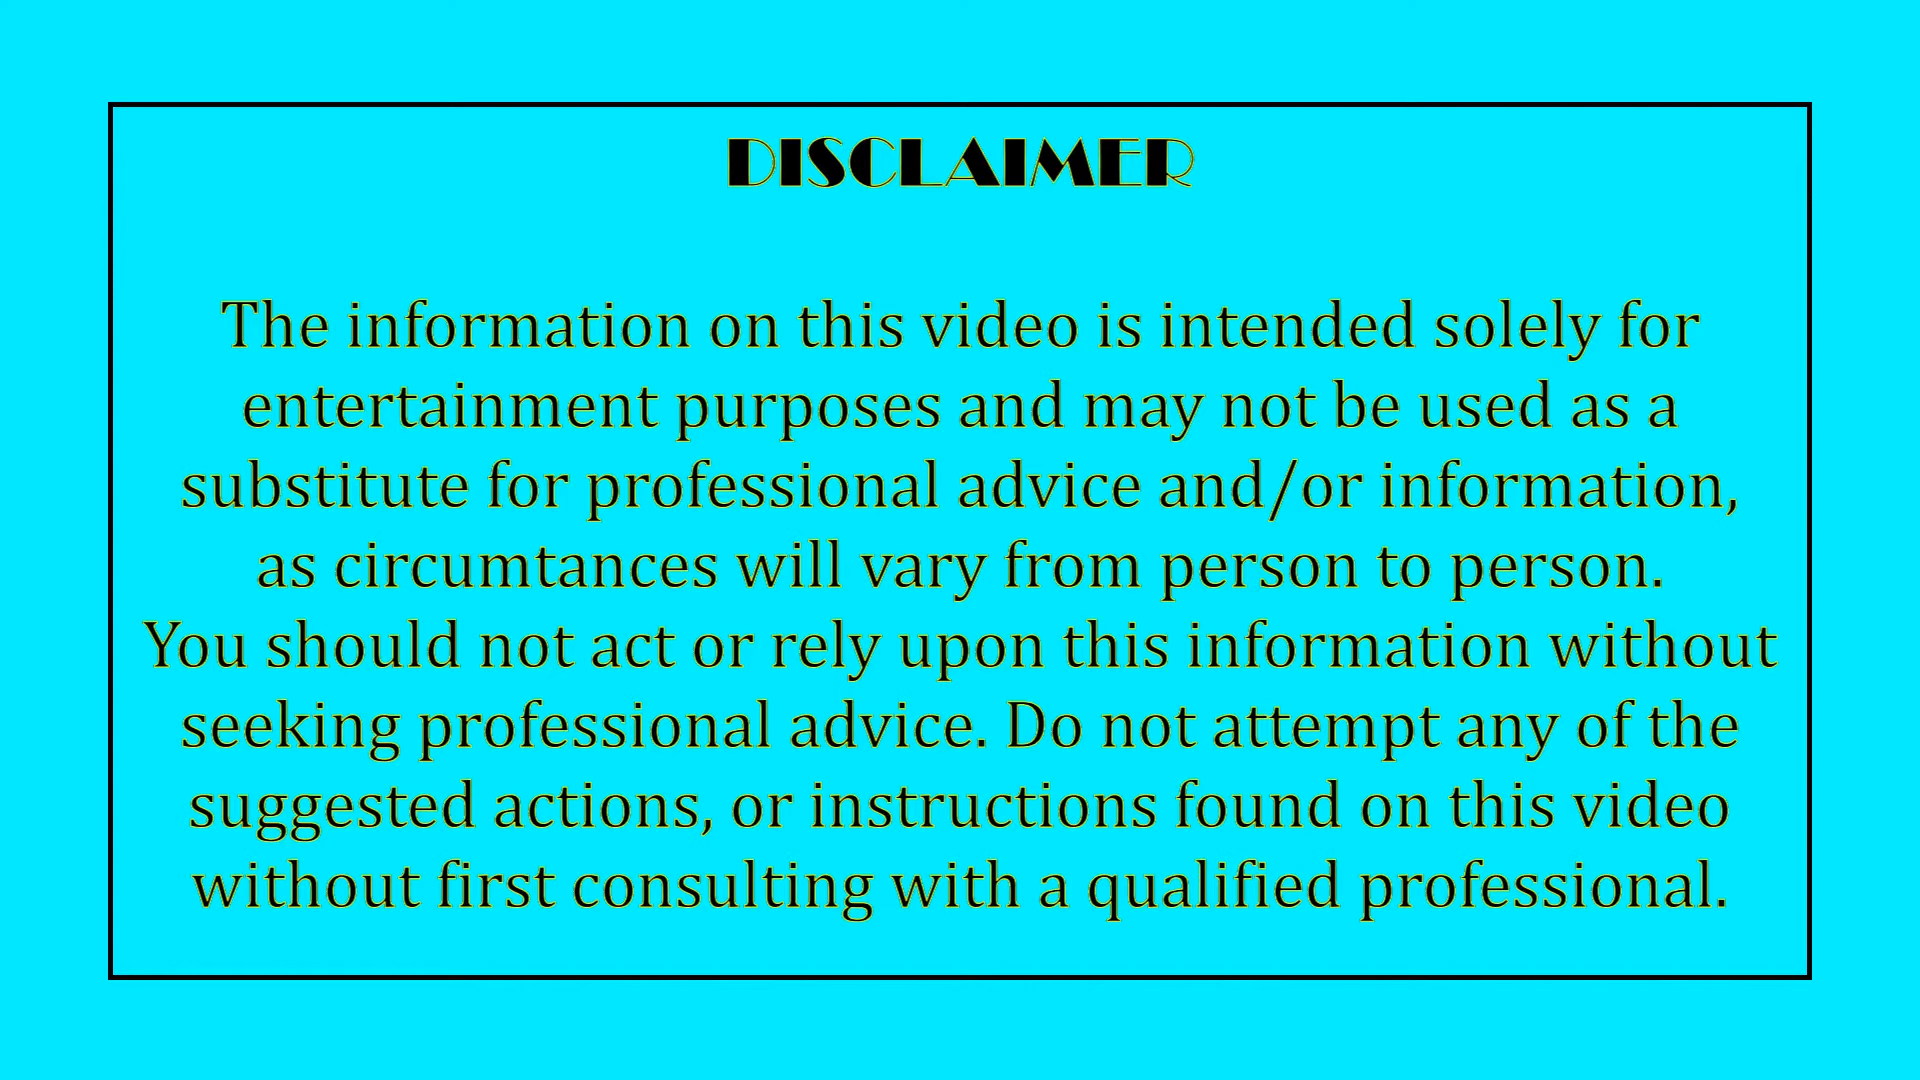 DISCLAIMER
The information on this video is intended solely for
entertainment purposes and may not be used as a
substitute for professional advice and/or information,
as circumtances will vary from person to person.
You should not act or rely upon this information without
seeking professional advice. Do not attempt any of the
suggested actions, or instructions found on this video
without first consulting with a qualified professional.